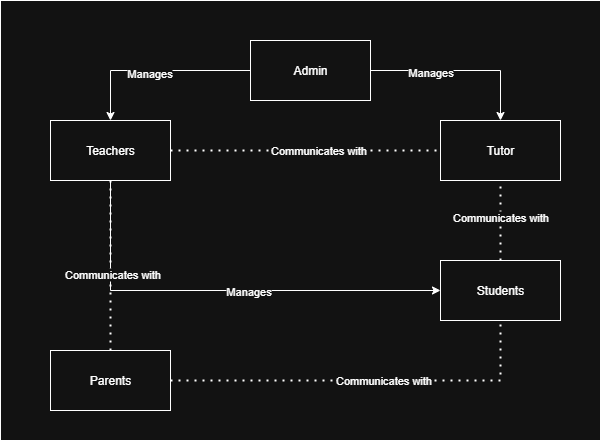 Admin
Manages
Manages
Teachers
Communicates with
Tutor
Communicates with
Communicates with
Manages
Students
Parents
Communicates with